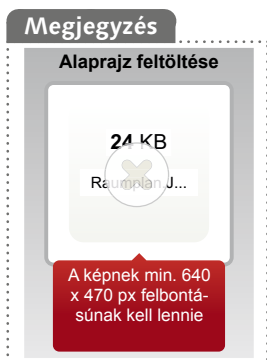 Megjegyzés
Alaprajz feltöltése
24 KB
Raumplan J...
A képnek min. 640
x 470 px felbontá-
súnak kell lennie